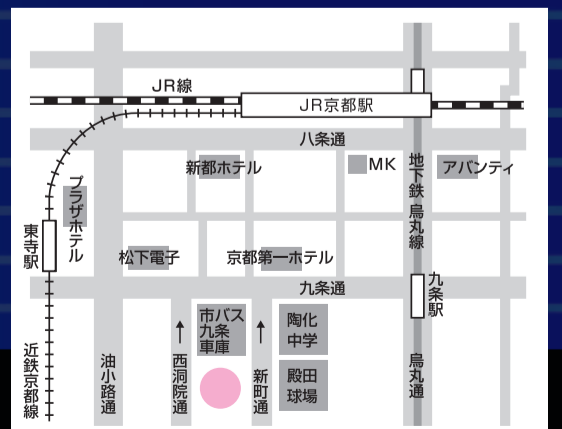 JR線
JR京都駅
八条通
新都ホテル
MK
地下鉄 烏丸線
アバンティ
プラザホテル
東寺駅
松下電子
京都第一ホテル
九条通
九条駅
市バス
九条
車庫
陶化
中学
殿田
球場
近鉄京都線
油小路通
西洞院通
新町通
烏丸通